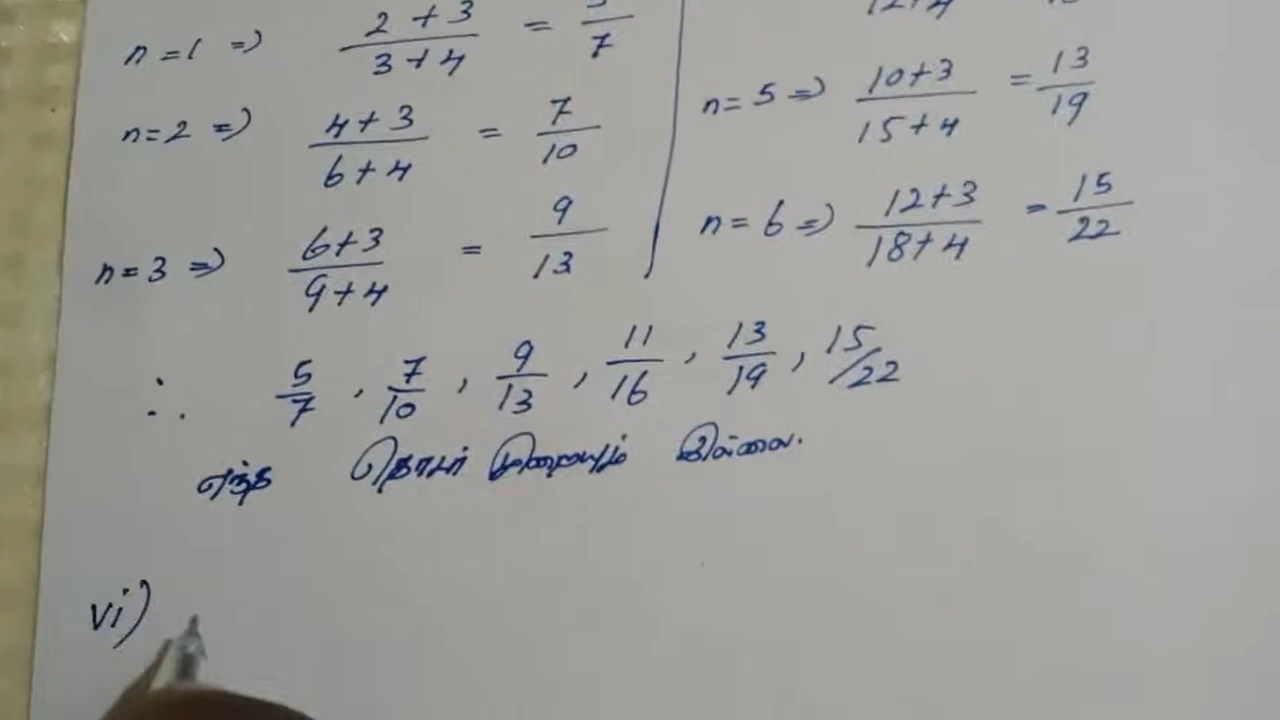 n=1 ⇒ 2+3/3+4 = 5/7
n=2 ⇒ 4+3/6+4 = 7/10
n=3 ⇒ 6+3/9+4 = 9/13
12+4
n=5 ⇒ 10+3/15+4 = 13/19
n=6 ⇒ 12+3/18+4 = 15/22
∴ 5/7, 7/10, 9/13, 11/16, 13/19, 15/22
எந்த தொடர் முறையும் இல்லை.
vi)